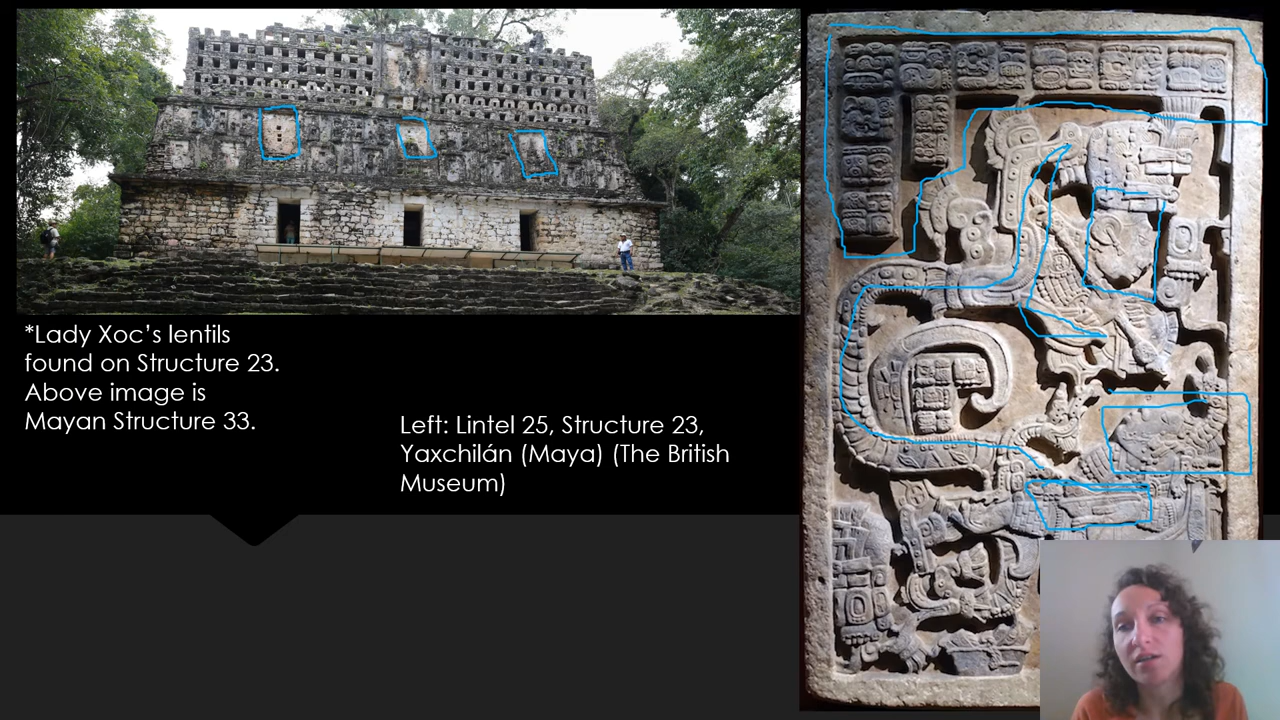 *Lady Xoc's lentils
found on Structure 23.
Above image is
Mayan Structure 33.
Left: Lintel 25, Structure 23,
Yaxchilán (Maya) (The British
Museum)